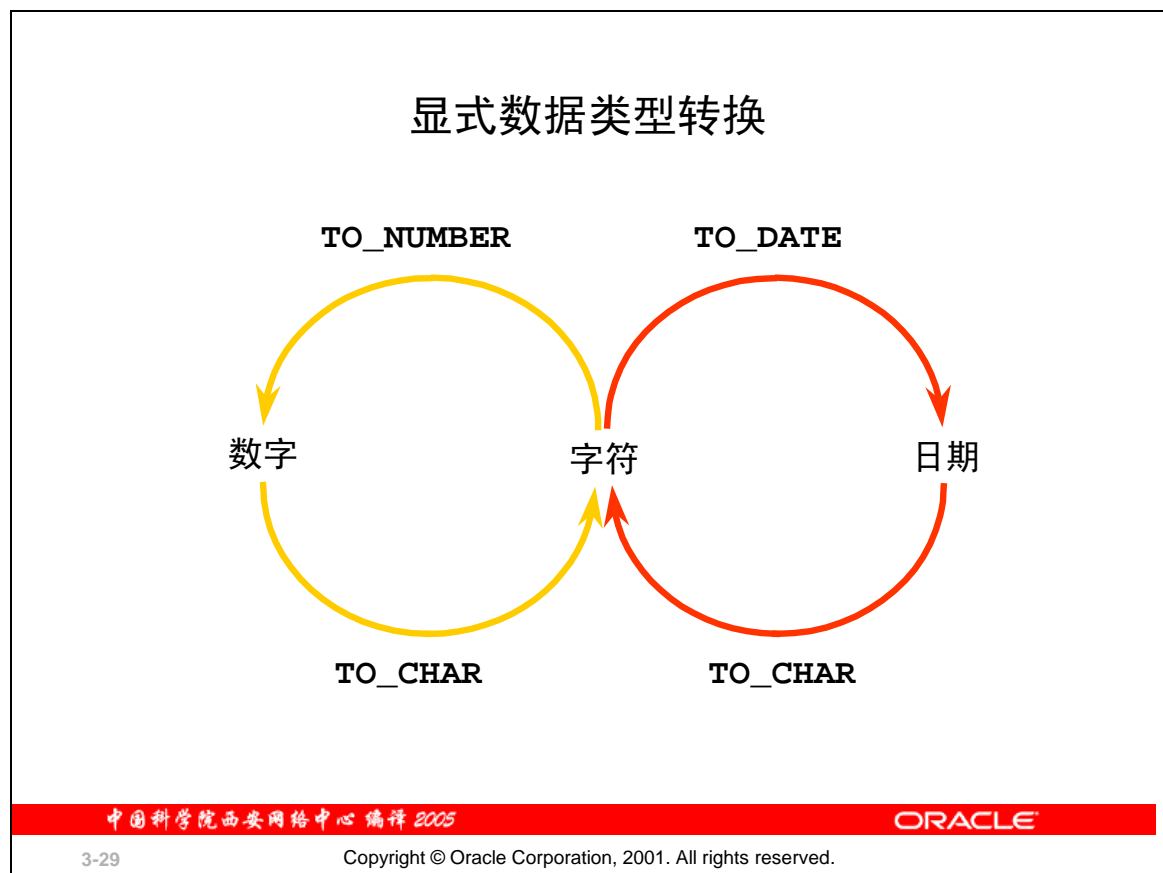 显式数据类型转换
TO_NUMBER TO_DATE
数字 字符 日期
TO_CHAR TO_CHAR
中国科学院西安网络中心 编译 2005 ORACLE
3-29 Copyright © Oracle Corporation, 2001. All rights reserved.